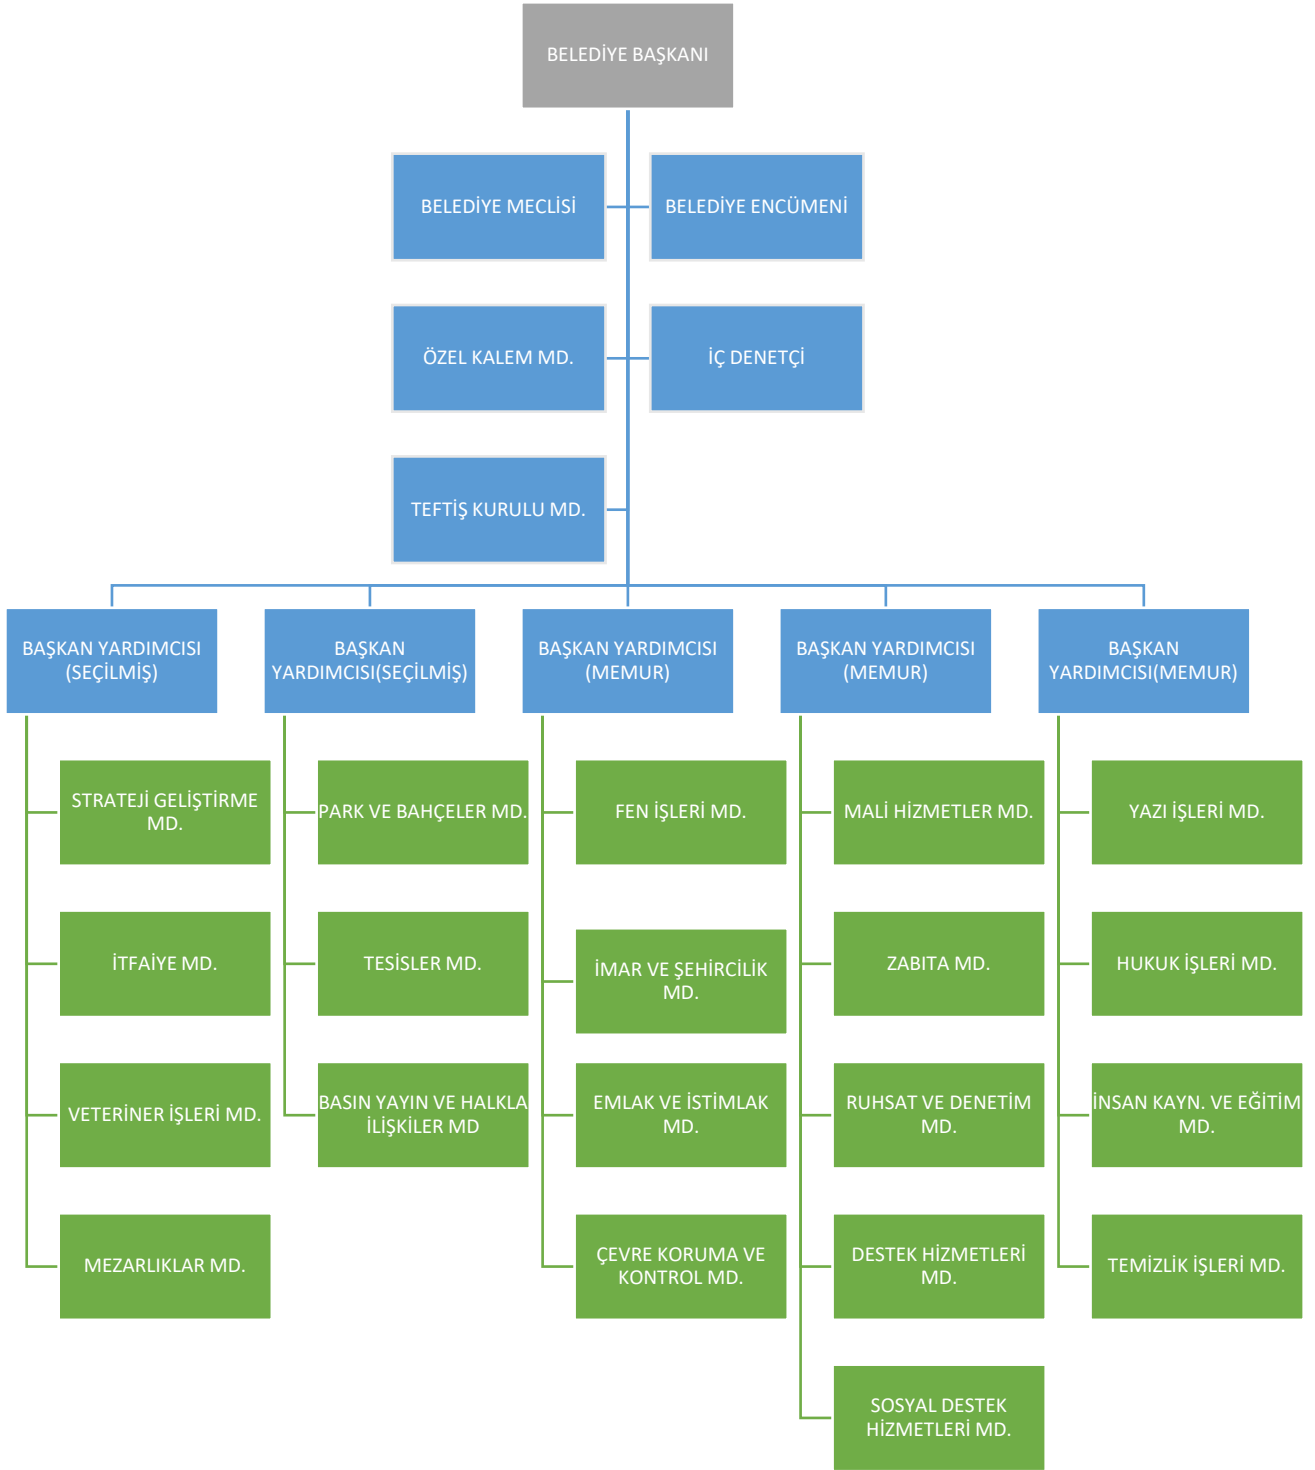 BELEDİYE BAŞKANI
BELEDİYE MECLİSİ
BELEDİYE ENCÜMENİ
ÖZEL KALEM MD.
İÇ DENETÇİ
TEFTİŞ KURULU MD.
BAŞKAN YARDIMCISI
(SEÇİLMİŞ)
BAŞKAN
YARDIMCISI(SEÇİLMİŞ)
BAŞKAN YARDIMCISI
(MEMUR)
BAŞKAN YARDIMCISI
(MEMUR)
BAŞKAN
YARDIMCISI(MEMUR)
STRATEJİ GELİŞTİRME
MD.
PARK VE BAHÇELER MD.
FEN İŞLERİ MD.
MALİ HİZMETLER MD.
YAZI İŞLERİ MD.
İTFAİYE MD.
TESİSLER MD.
İMAR VE ŞEHİRCİLİK
MD.
ZABITA MD.
HUKUK İŞLERİ MD.
VETERİNER İŞLERİ MD.
BASIN YAYIN VE HALKLA
İLİŞKİLER MD
EMLAK VE İSTİMLAK
MD.
RUHSAT VE DENETİM
MD.
İNSAN KAYN. VE EĞİTİM
MD.
MEZARLIKLAR MD.
ÇEVRE KORUMA VE
KONTROL MD.
DESTEK HİZMETLERİ
MD.
TEMİZLİK İŞLERİ MD.
SOSYAL DESTEK
HİZMETLERİ MD.